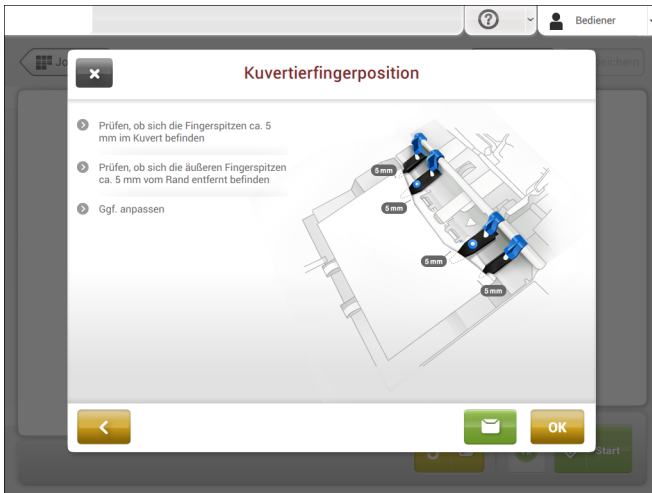 Bediener
Jo
peichern
Kuvertierfingerposition
Prüfen, ob sich die Fingerspitzen ca. 5
mm im Kuvert befinden
Prüfen, ob sich die äußeren Fingerspitzen
ca. 5 mm vom Rand entfernt befinden
Ggf. anpassen
5 mm
5 mm
5 mm
5 mm
OK
Start